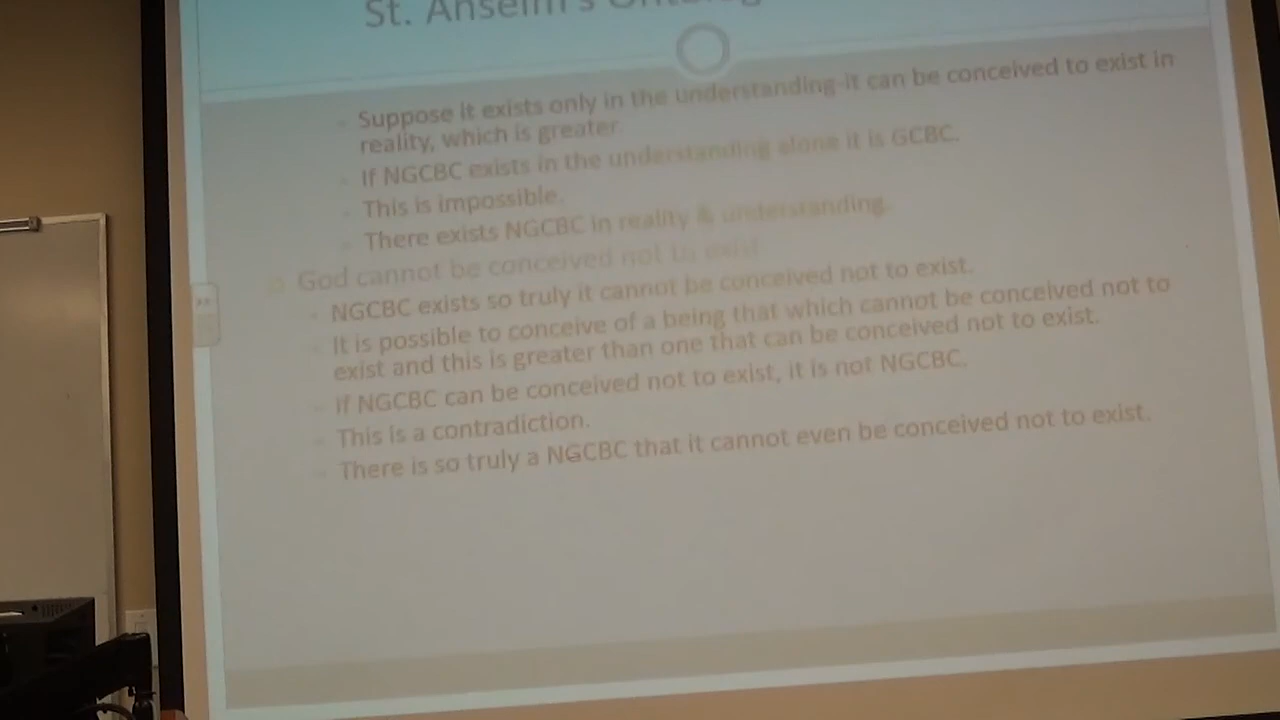 St. Anselm's Ontolog
Suppose it exists only in the understanding-it can be conceived to exist in
reality, which is greater.
If NGCBC exists in the understanding alone it is GCBC.
This is impossible.
There exists NGCBC in reality & understanding.
God cannot be conceived not to exist
NGCBC exists so truly it cannot be conceived not to exist.
It is possible to conceive of a being that which cannot be conceived not to
exist and this is greater than one that can be conceived not to exist.
If NGCBC can be conceived not to exist, it is not NGCBC.
This is a contradiction.
There is so truly a NGCBC that it cannot even be conceived not to exist.